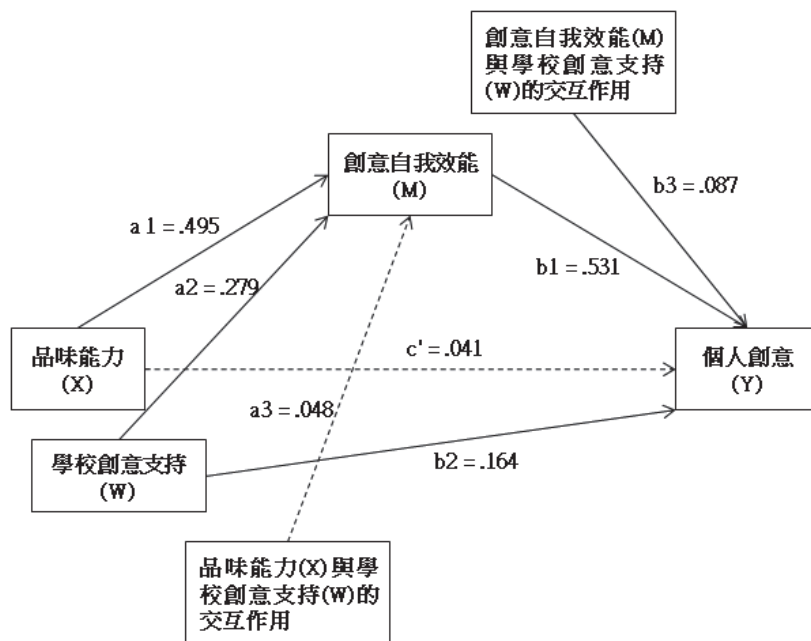 創意自我效能(M)
與學校創意支持
(W)的交互作用
創意自我效能
(M)
b3 = .087
a1 = .495
a2 = .279
b1 = .531
品味能力
(X)
c' = .041
個人創意
(Y)
a3 = .048
學校創意支持
(W)
b2 = .164
品味能力(X)與學
校創意支持(W)的
交互作用